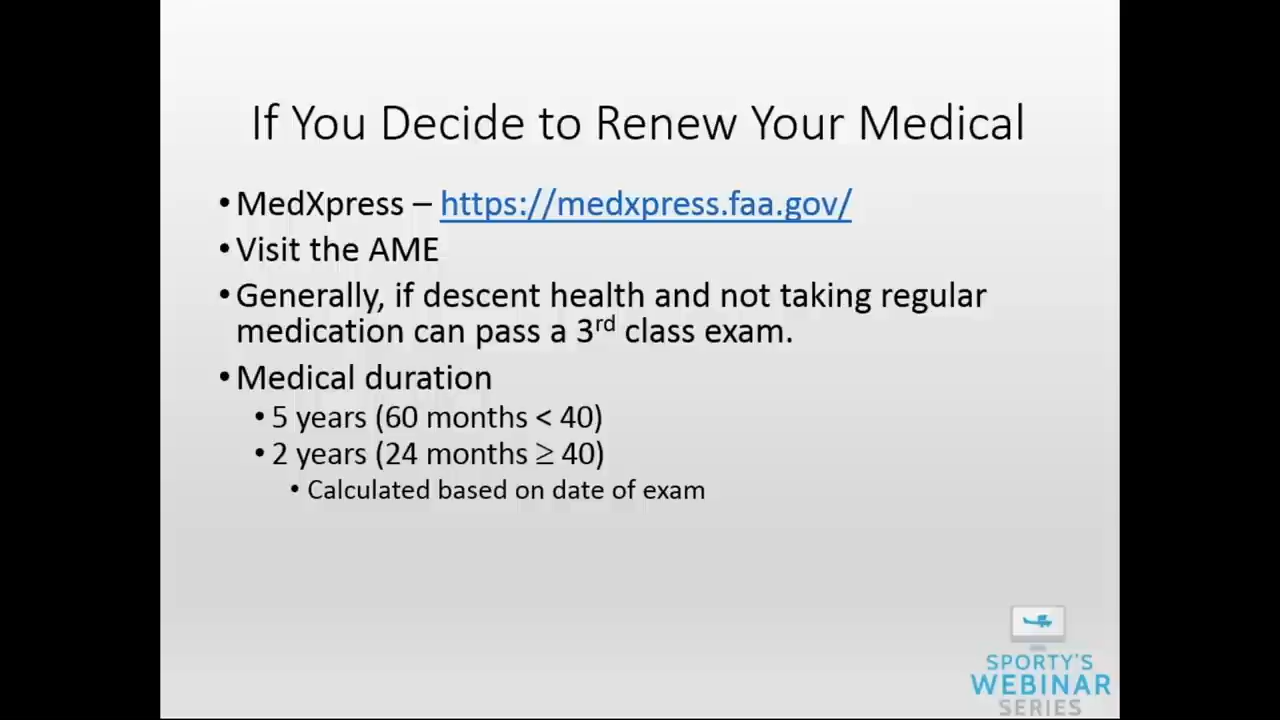 If You Decide to Renew Your Medical
• MedXpress – https://medxpress.faa.gov/
• Visit the AME
• Generally, if descent health and not taking regular
medication can pass a 3rd class exam.
• Medical duration
• 5 years (60 months < 40)
• 2 years (24 months ≥ 40)
• Calculated based on date of exam
SPORTY'S
WEBINAR
SERIES